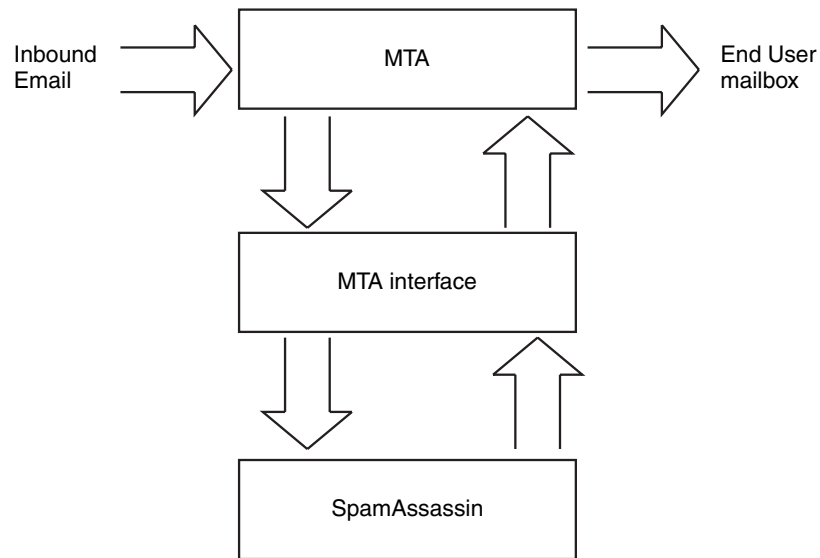 Inbound
Email
MTA
End User
mailbox
MTA interface
SpamAssassin